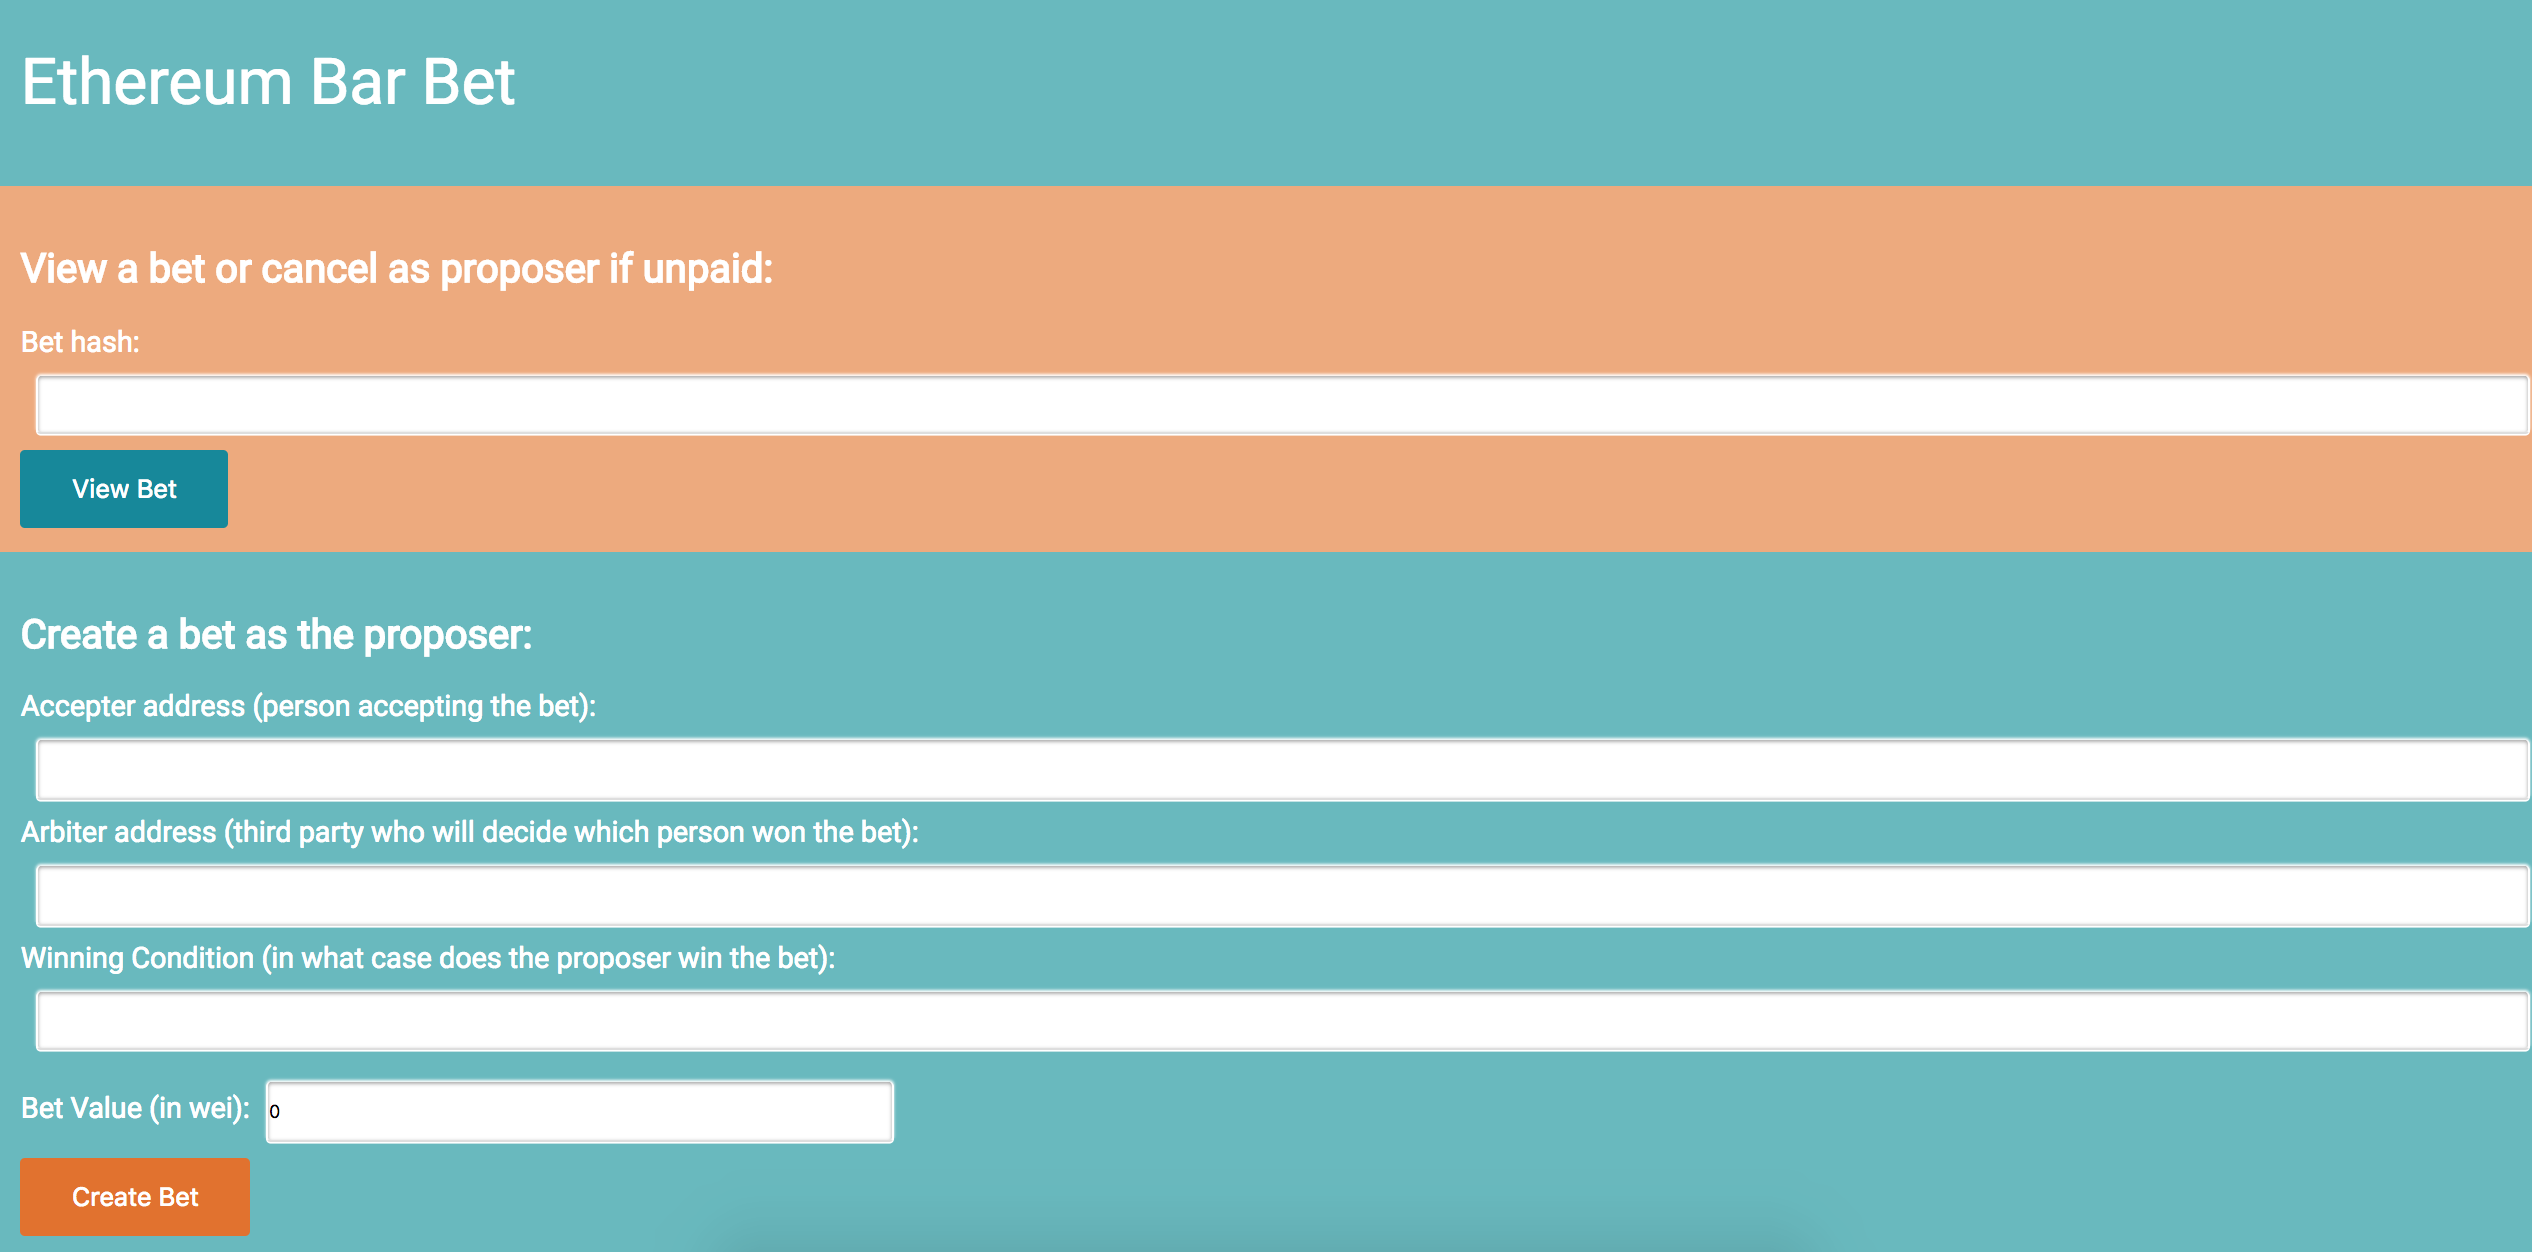 Ethereum Bar Bet
View a bet or cancel as proposer if unpaid:
Bet hash:
View Bet
Create a bet as the proposer:
Accepter address (person accepting the bet):
Arbiter address (third party who will decide which person won the bet):
Winning Condition (in what case does the proposer win the bet):
Bet Value (in wei): 0
Create Bet